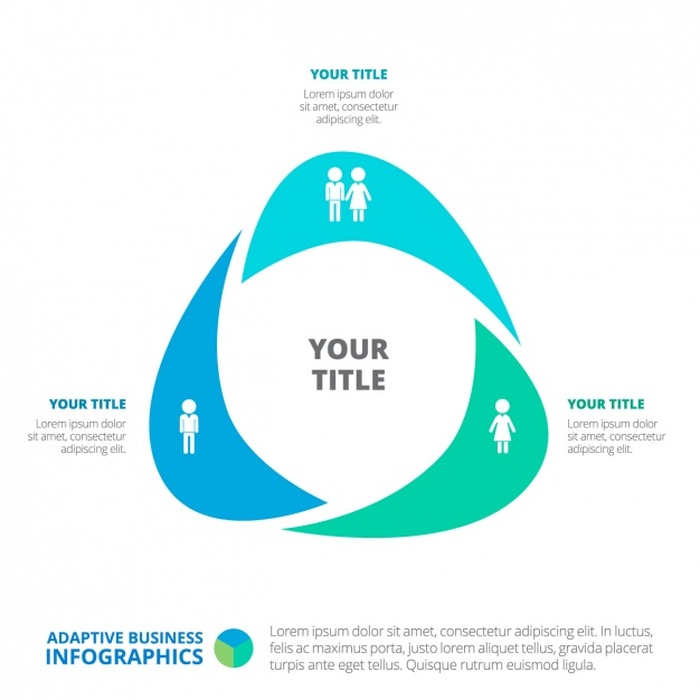 YOUR TITLE
Lorem ipsum dolor
sit amet, consectetur
adipiscing elit.
YOUR
TITLE
YOUR TITLE
Lorem ipsum dolor
sit amet, consectetur
adipiscing elit.
YOUR TITLE
Lorem ipsum dolor
sit amet, consectetur
adipiscing elit.
ADAPTIVE BUSINESS
INFOGRAPHICS
Lorem ipsum dolor sit amet, consectetur adipiscing elit. In luctus,
felis ac maximus porta, justo lorem aliquet tellus, gravida placerat
turpis ante eget tellus. Quisque rutrum euismod ligula.